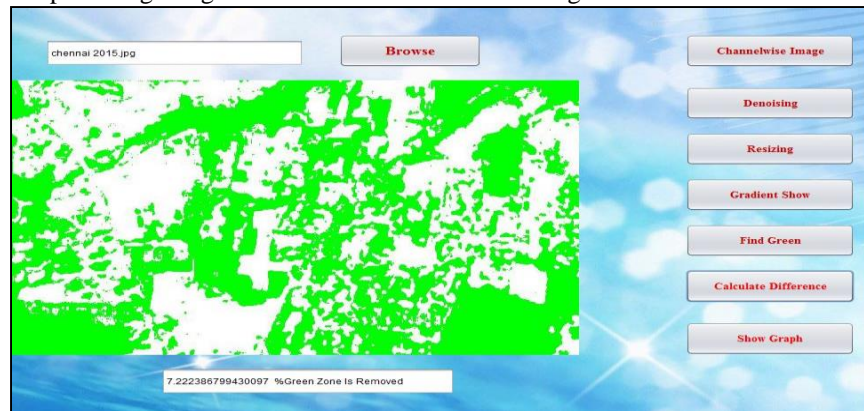 chennai 2015.jpg
Browse
Channelwise Image
Denoising
Resizing
Gradient Show
Find Green
Calculate Difference
Show Graph
7.222386799430097 %Green Zone Is Removed